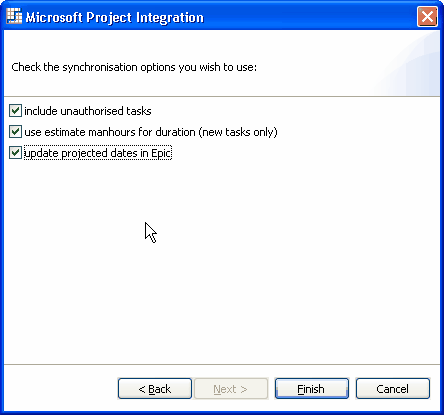 Microsoft Project Integration
Check the synchronisation options you wish to use:
include unauthorised tasks
use estimate manhours for duration (new tasks only)
update projected dates in Epic
< Back
Next >
Finish
Cancel